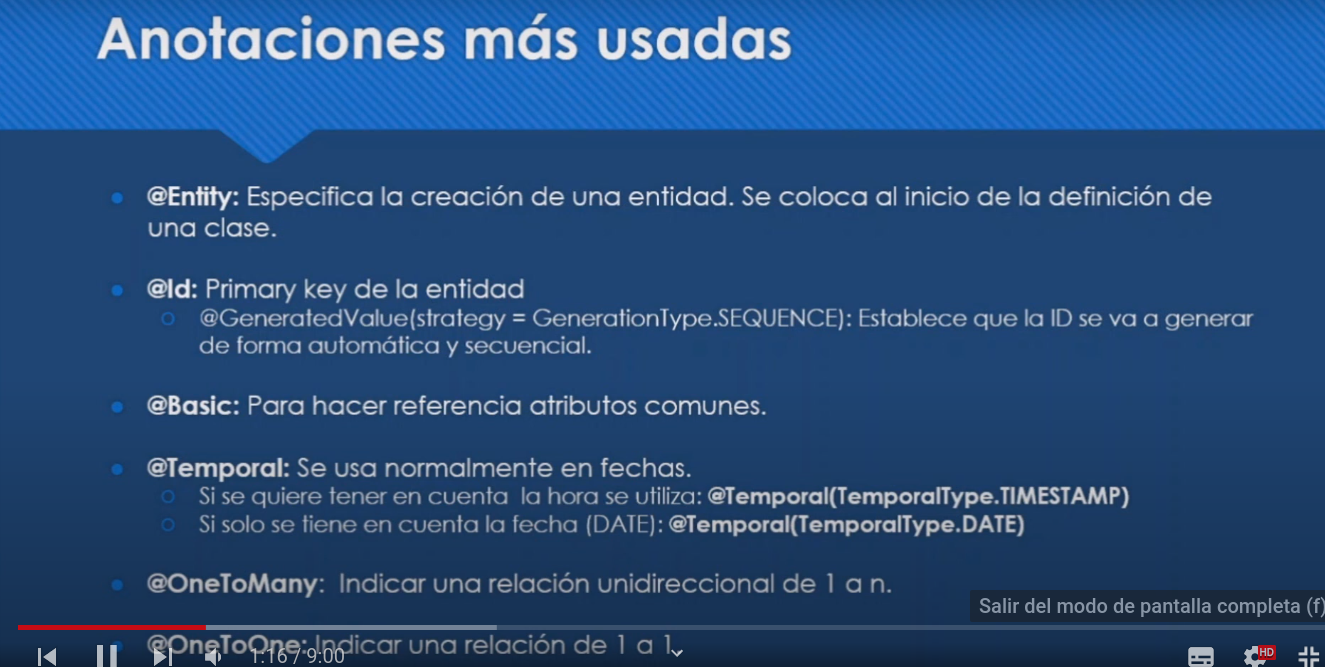 Anotaciones más usadas
@Entity: Especifica la creación de una entidad. Se coloca al inicio de la definición de
una clase.
@Id: Primary key de la entidad
@GeneratedValue(strategy = GenerationType.SEQUENCE): Establece que la ID se va a generar
de forma automática y secuencial.
@Basic: Para hacer referencia atributos comunes.
@Temporal: Se usa normalmente en fechas.
Si se quiere tener en cuenta la hora se utiliza: @Temporal(TemporalType.TIMESTAMP)
Si solo se tiene en cuenta la fecha (DATE): @Temporal(TemporalType.DATE)
@OneToMany: Indicar una relación unidireccional de 1 a n.
Salir del modo de pantalla completa (f)
@OneToOne: Indicar una relación de 1 a 1.
1:16 / 9:00
HD